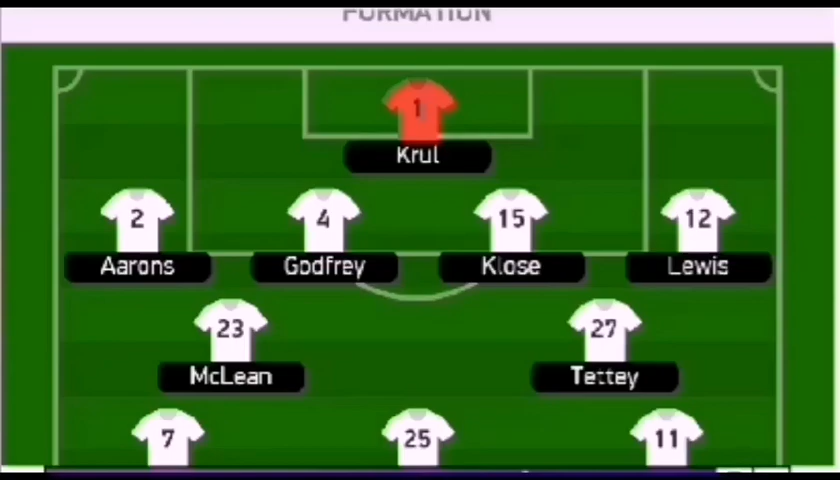 FORMATION
1
Krul
2 4 15 12
Aarons Godfrey Klose Lewis
23 27
McLean Tettey
7 25 11